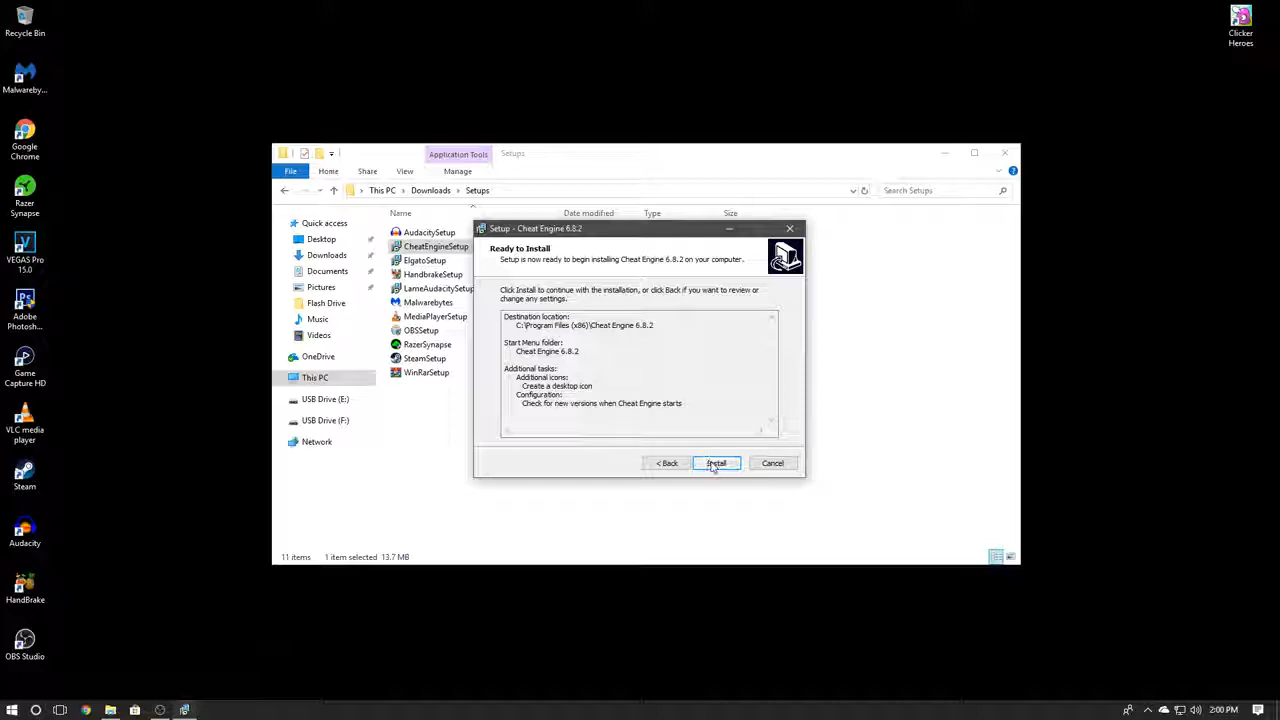 Recycle Bin
Malwareby...
Google
Chrome
Razer
Synapse
VEGAS Pro
15.0
Adobe
Photosh...
Game
Capture HD
VLC media
player
Steam
Audacity
HandBrake
OBS Studio
Clicker
Heroes
Application Tools
Setups
File
Home
Share
View
Manage
This PC
Downloads
Setups
Search Setups
Quick access
Desktop
Downloads
Documents
Pictures
Flash Drive
Music
Videos
OneDrive
This PC
USB Drive (E:)
USB Drive (F:)
Network
Name
Date modified
Type
Size
AudacitySetup
CheatEngineSetup
ElgatoSetup
HandbrakeSetup
LameAudacitySetup
Malwarebytes
MediaPlayerSetup
OBSSetup
RazerSynapse
SteamSetup
WinRarSetup
Setup - Cheat Engine 6.8.2
Ready to Install
Setup is now ready to begin installing Cheat Engine 6.8.2 on your computer.
Click Install to continue with the installation, or click Back if you want to review or
change any settings.
Destination location:
C:\Program Files (x86)\Cheat Engine 6.8.2
Start Menu folder:
Cheat Engine 6.8.2
Additional tasks:
Additional icons:
Create a desktop icon
Configuration:
Check for new versions when Cheat Engine starts
< Back
Install
Cancel
11 items
1 item selected 13.7 MB
2:00 PM